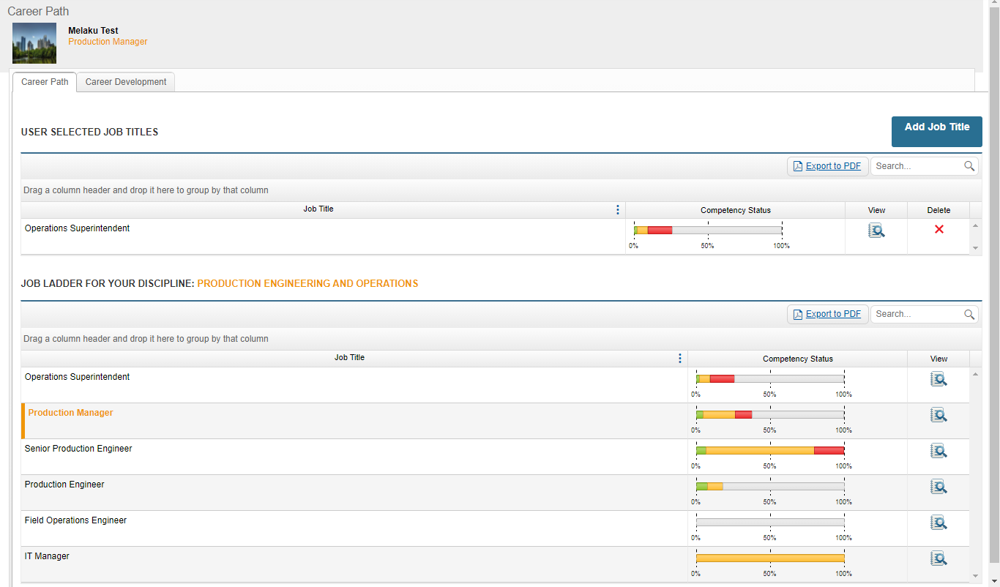 Career Path
Melaku Test
Production Manager
Career Path Career Development
USER SELECTED JOB TITLES
Add Job Title
Export to PDF Search...
Drag a column header and drop it here to group by that column
Job Title Competency Status View Delete
Operations Superintendent
0% 50% 100%
JOB LADDER FOR YOUR DISCIPLINE: PRODUCTION ENGINEERING AND OPERATIONS
Export to PDF Search...
Drag a column header and drop it here to group by that column
Job Title Competency Status View
Operations Superintendent
0% 50% 100%
Production Manager
0% 50% 100%
Senior Production Engineer
0% 50% 100%
Production Engineer
0% 50% 100%
Field Operations Engineer
0% 50% 100%
IT Manager
0% 50% 100%